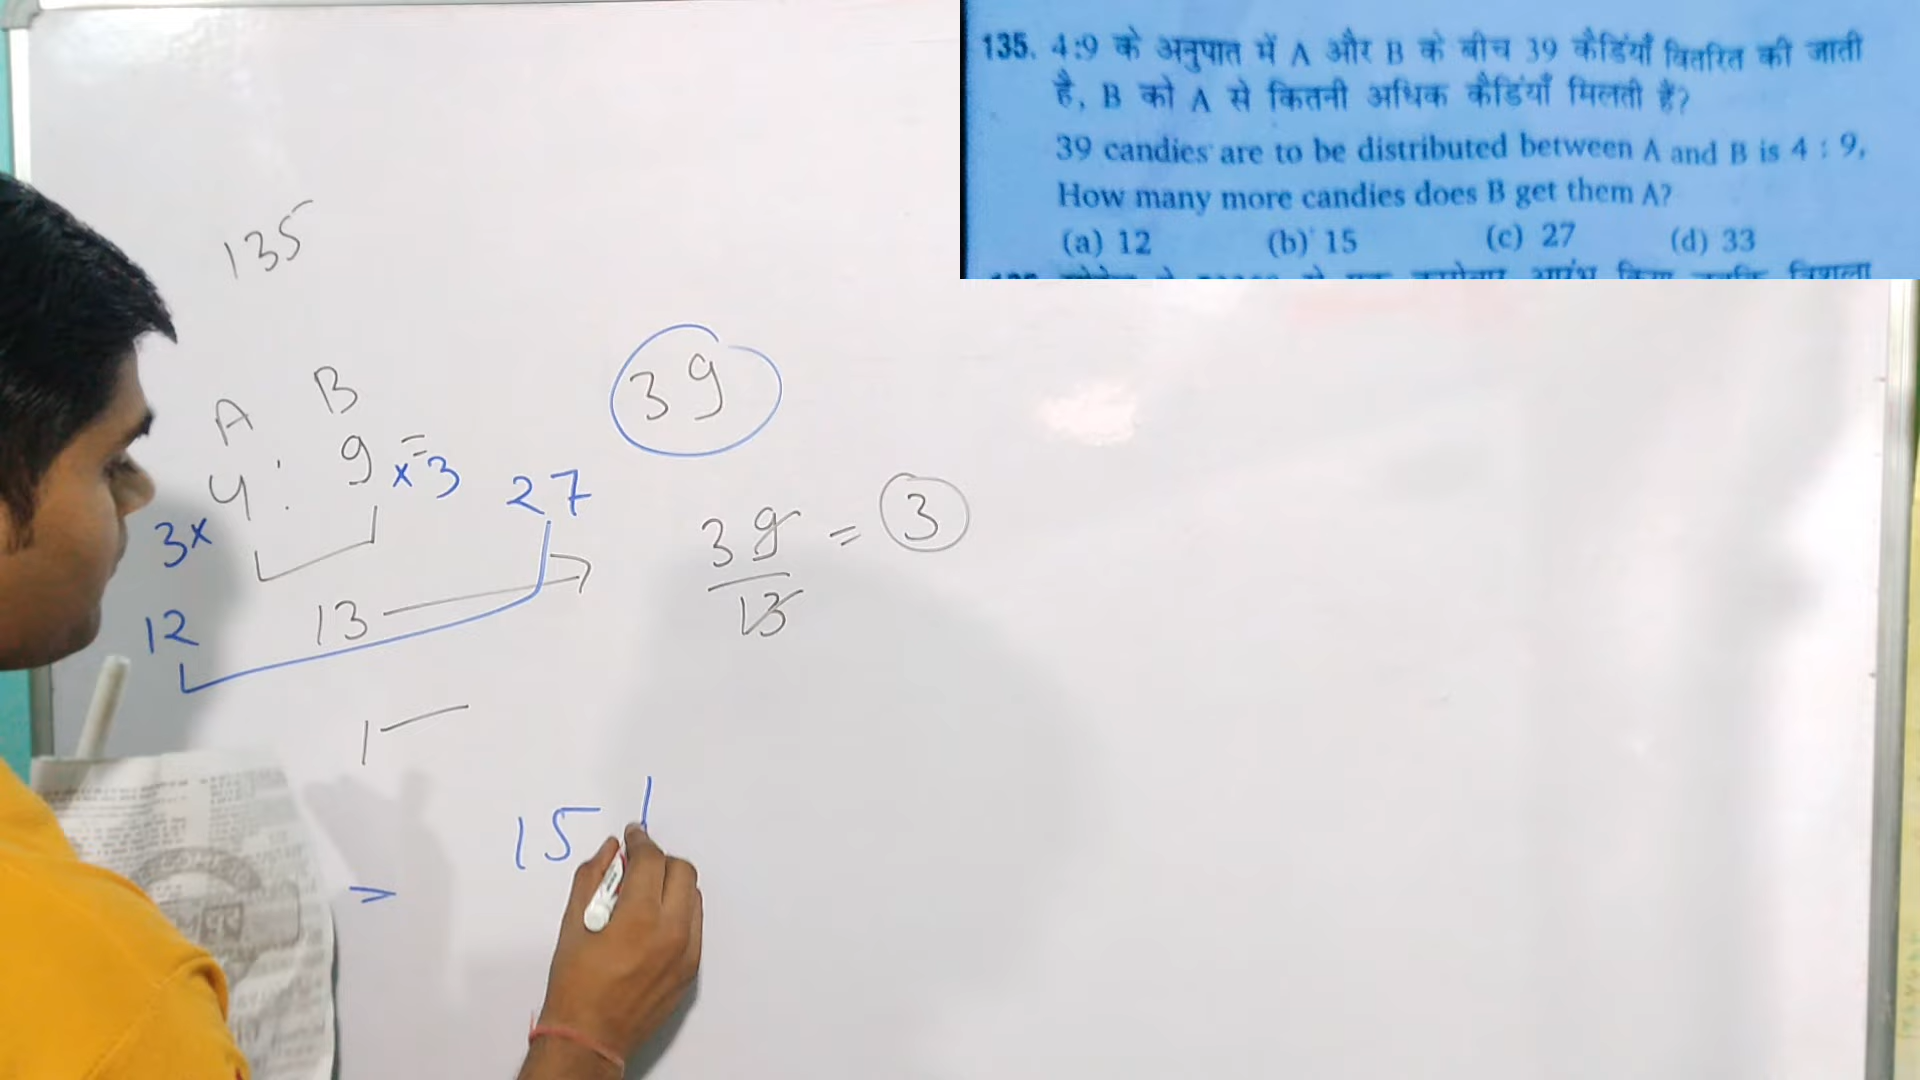 135. 4:9 के अनुपात में A और B के बीच 39 कैडिंयाँ वितरित की जाती
है, B को A से कितनी अधिक कैडिंयाँ मिलती हैं?
39 candies are to be distributed between A and B is 4 : 9,
How many more candies does B get them A?
(a) 12 (b) 15 (c) 27 (d) 33
135
A B
39
4 : 9 =
3x x3 27
39/13 = 3
12 13
1
15